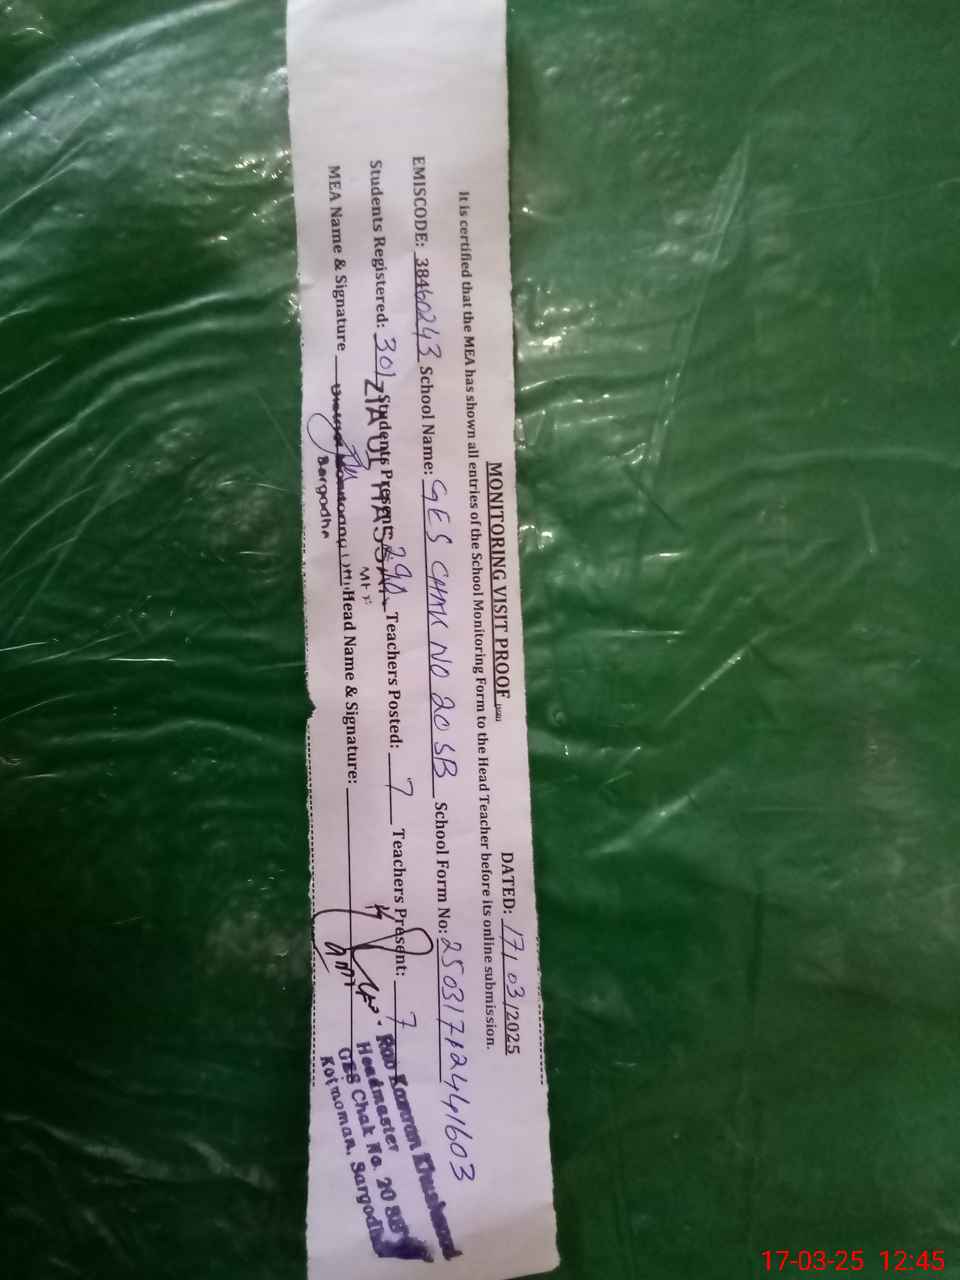 MONITORING VISIT PROOF
DATED: 17/03/2025
It is certified that the MEA has shown all entries of the School Monitoring Form to the Head Teacher before its online submission.
EMISCODE: 38460243 School Name: GES CHAK NO 20 SB School Form No: 250317124441603
Students Registered: 301 Students Present: 290 Teachers Posted: 7 Teachers Present: 7
ZIA UL HASSAN
MEA Name & Signature Head Name & Signature:
Sargodha
Rao Kamran
Headmaster
GES Chak No. 20 SB
Kotmoman, Sargodha
17-03-25 12:45